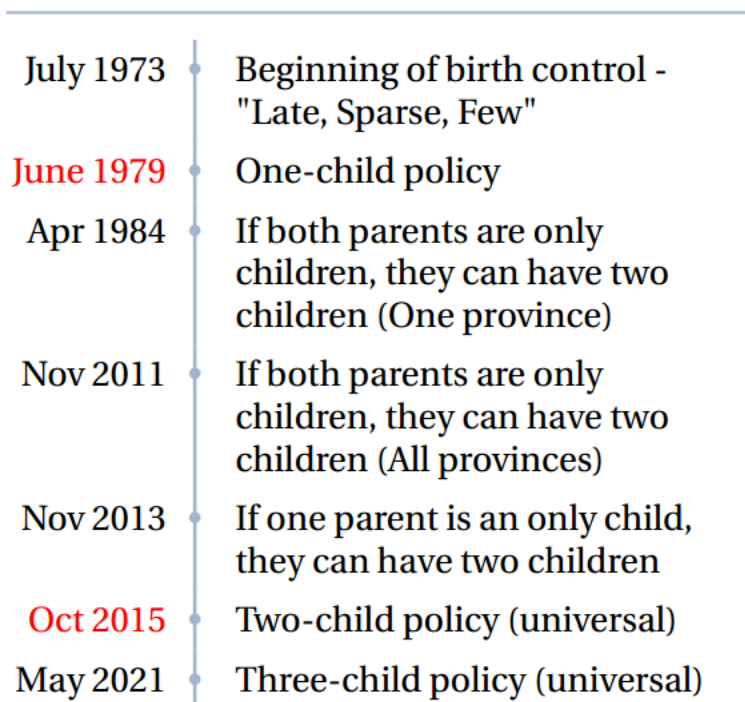 July 1973 Beginning of birth control -
"Late, Sparse, Few"
June 1979 One-child policy
Apr 1984 If both parents are only
children, they can have two
children (One province)
Nov 2011 If both parents are only
children, they can have two
children (All provinces)
Nov 2013 If one parent is an only child,
they can have two children
Oct 2015 Two-child policy (universal)
May 2021 Three-child policy (universal)